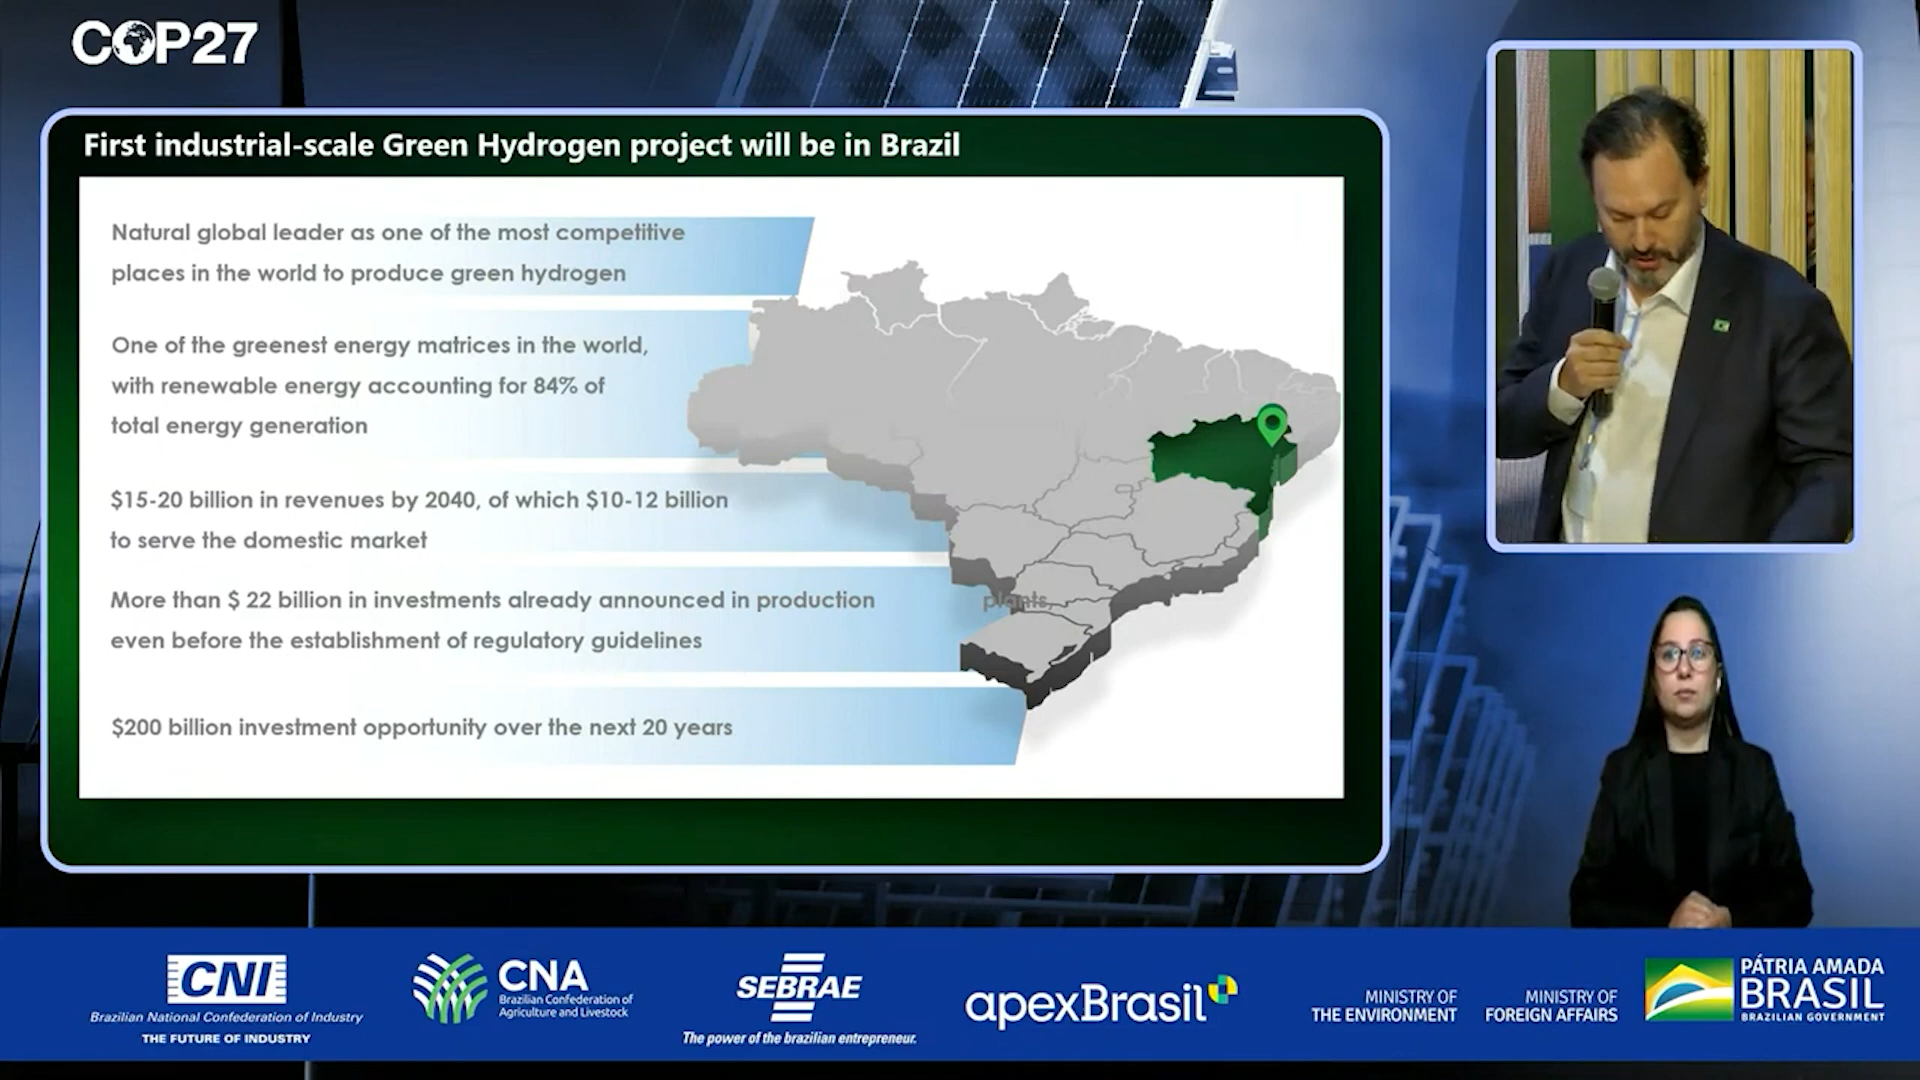 COP27
First industrial-scale Green Hydrogen project will be in Brazil
Natural global leader as one of the most competitive
places in the world to produce green hydrogen
One of the greenest energy matrices in the world,
with renewable energy accounting for 84% of
total energy generation
$15-20 billion in revenues by 2040, of which $10-12 billion
to serve the domestic market
More than $ 22 billion in investments already announced in production plants,
even before the establishment of regulatory guidelines
$200 billion investment opportunity over the next 20 years
CNI
Brazilian National Confederation of Industry
THE FUTURE OF INDUSTRY
CNA
Brazilian Confederation of
Agriculture and Livestock
SEBRAE
The power of the brazilian entrepreneur.
apexBrasil
MINISTRY OF
THE ENVIRONMENT
MINISTRY OF
FOREIGN AFFAIRS
PÁTRIA AMADA
BRASIL
BRAZILIAN GOVERNMENT